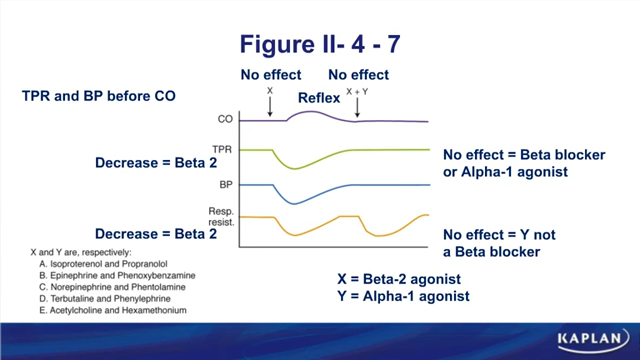 Figure II- 4 - 7
No effect
No effect
TPR and BP before CO
X
Reflex
X + Y
CO
TPR
Decrease = Beta 2
No effect = Beta blocker
or Alpha-1 agonist
BP
Resp.
resist.
Decrease = Beta 2
No effect = Y not
a Beta blocker
X and Y are, respectively:
A. Isoproterenol and Propranolol
B. Epinephrine and Phenoxybenzamine
C. Norepinephrine and Phentolamine
D. Terbutaline and Phenylephrine
E. Acetylcholine and Hexamethonium
X = Beta-2 agonist
Y = Alpha-1 agonist
KAPLAN